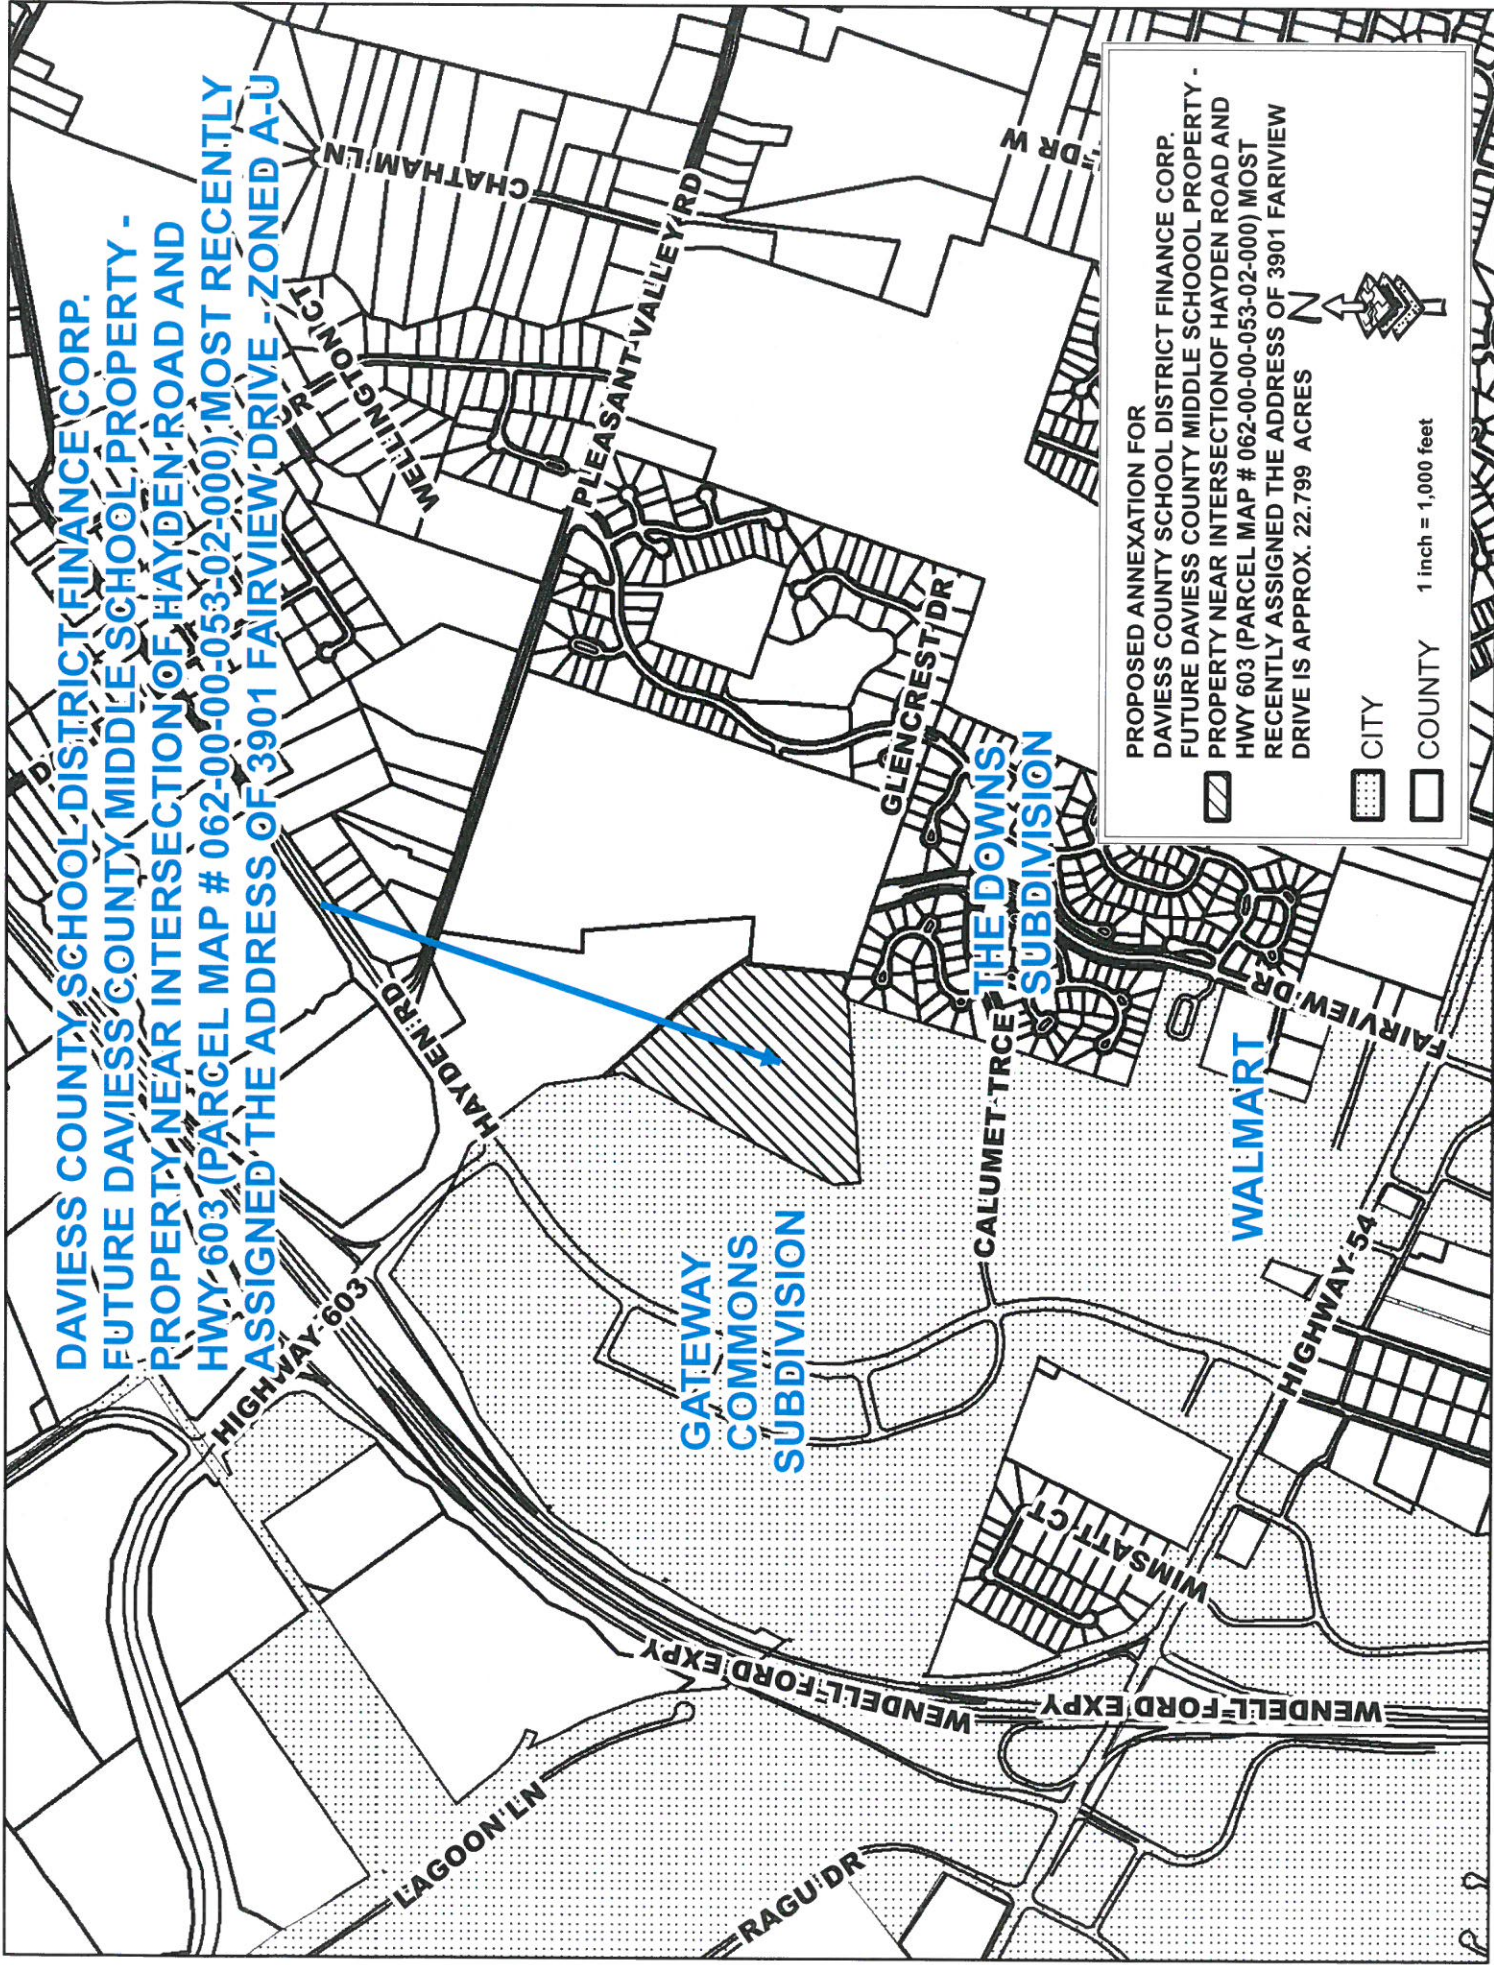 DAVIESS COUNTY SCHOOL DISTRICT FINANCE CORP.
FUTURE DAVIESS COUNTY MIDDLE SCHOOL PROPERTY -
PROPERTY NEAR INTERSECTION OF HAYDEN ROAD AND
HWY 603 (PARCEL MAP # 062-00-00-053-02-000) MOST RECENTLY
ASSIGNED THE ADDRESS OF 3901 FAIRVIEW DRIVE - ZONED A-U
HIGHWAY 603
HAYDEN RD
WELLINGTON CT
CHATHAM LN
PLEASANT VALLEY RD
LAGOON LN
RAGU DR
WENDELL FORD EXPY
WENDELL FORD EXPY
GATEWAY
COMMONS
SUBDIVISION
GLENCREST DR
CALUMET TRCE
THE DOWNS
SUBDIVISION
WIMSATT CT
WALMART
FAIRVIEW DR
HIGHWAY 54
DR W
PROPOSED ANNEXATION FOR
DAVIESS COUNTY SCHOOL DISTRICT FINANCE CORP.
FUTURE DAVIESS COUNTY MIDDLE SCHOOOL PROPERTY -
PROPERTY NEAR INTERSECTIONOF HAYDEN ROAD AND
HWY 603 (PARCEL MAP # 062-00-00-053-02-000) MOST
RECENTLY ASSIGNED THE ADDRESS OF 3901 FARIVIEW
DRIVE IS APPROX. 22.799 ACRES
N
CITY
COUNTY
1 inch = 1,000 feet